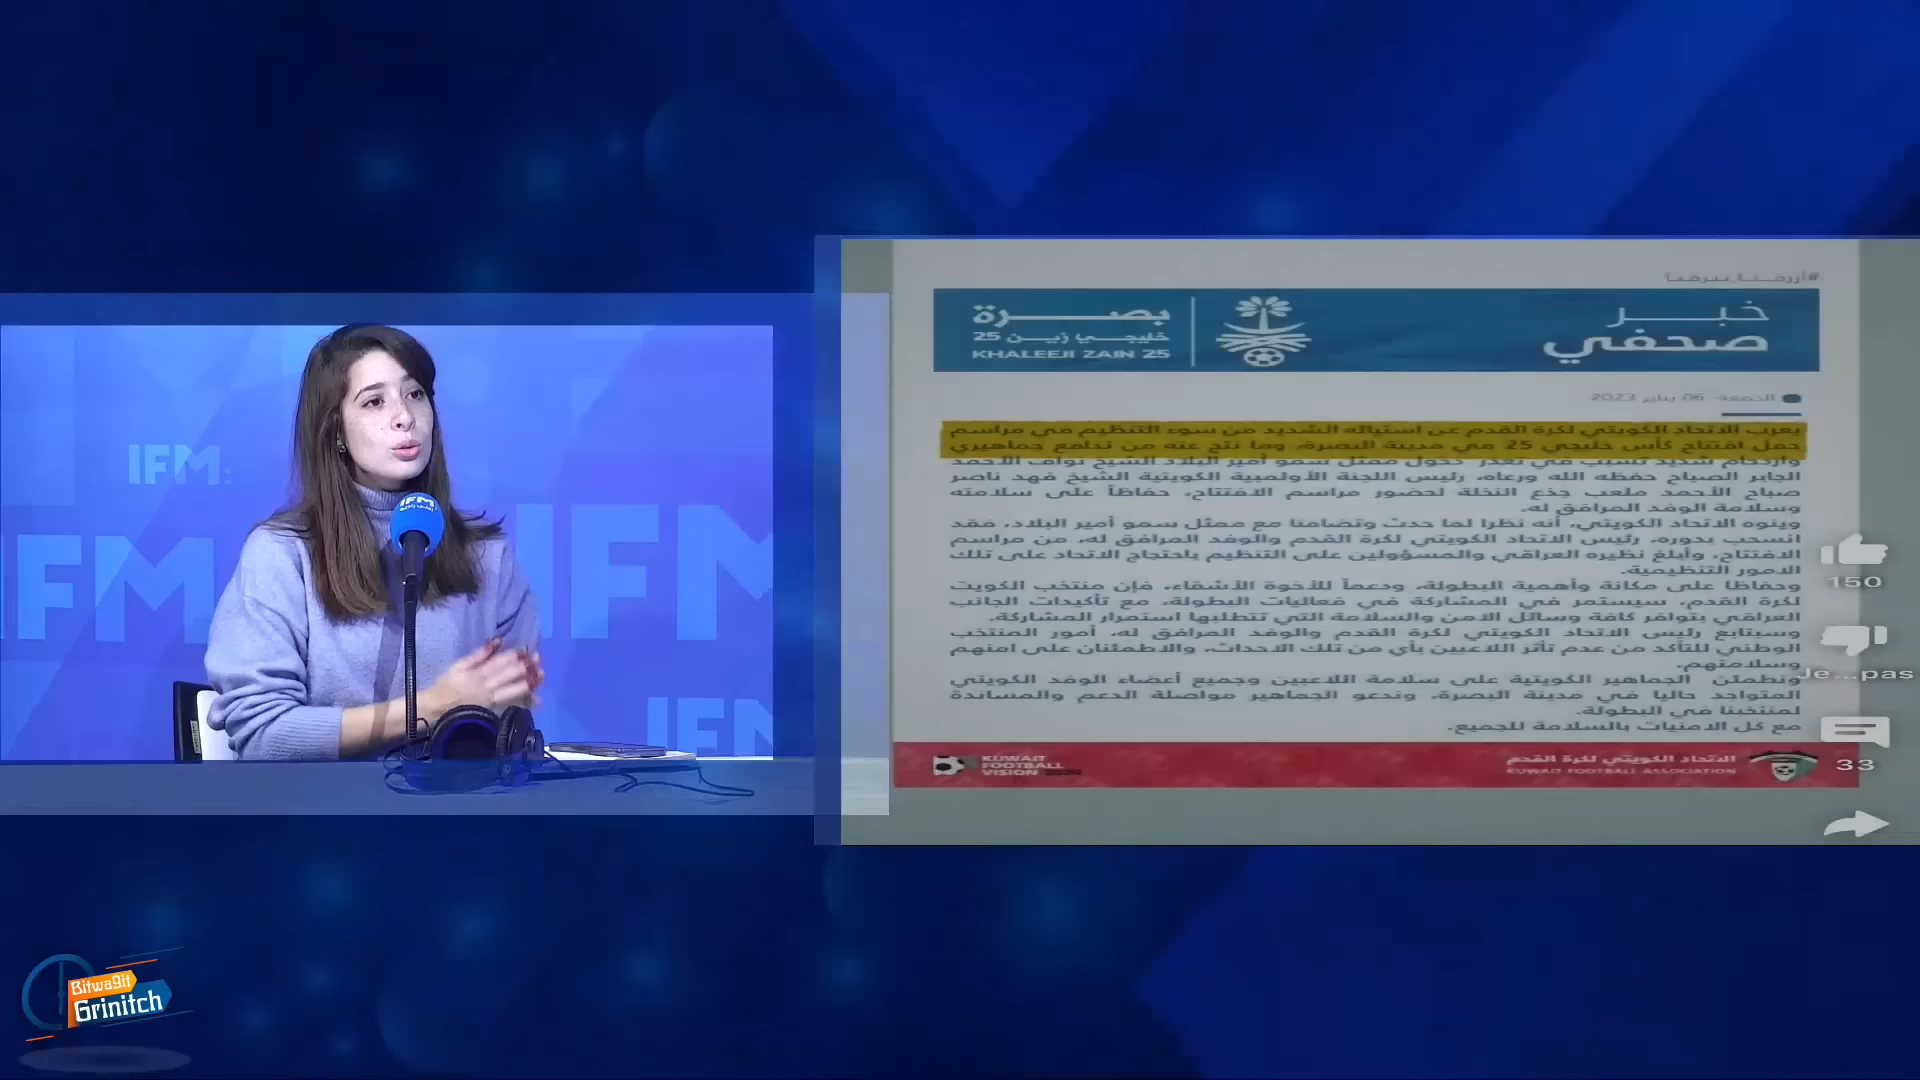 IFM:
IFM
IFM
IFM
IFM
Bitwa9it
Grinitch
#أزرقنا_شرفنا
خبر
صحفي
بصرة
خليجي زين 25
KHALEEJI ZAIN 25
الجمعة- 06 يناير 2023
يعرب الاتحاد الكويتي لكرة القدم عن استيائه الشديد من سوء التنظيم في مراسم
حفل افتتاح كأس خليجي 25 في مدينة البصرة، وما نتج عنه من تدافع جماهيري
وازدحام شديد تسبب في تعذر دخول ممثل سمو أمير البلاد الشيخ نواف الأحمد
الجابر الصباح حفظه الله ورعاه، رئيس اللجنة الأولمبية الكويتية الشيخ فهد ناصر
صباح الأحمد ملعب جذع النخلة لحضور مراسم الافتتاح، حفاظاً على سلامته
وسلامة الوفد المرافق له.
وينوه الاتحاد الكويتي، أنه نظرا لما حدث وتضامنا مع ممثل سمو أمير البلاد، فقد
انسحب بدوره، رئيس الاتحاد الكويتي لكرة القدم والوفد المرافق له، من مراسم
الافتتاح، وأبلغ نظيره العراقي والمسؤولين على التنظيم باحتجاج الاتحاد على تلك
الامور التنظيمية.
وحفاظا على مكانة وأهمية البطولة، ودعماً للأخوة الأشقاء، فإن منتخب الكويت
لكرة القدم، سيستمر في المشاركة في فعاليات البطولة، مع تأكيدات الجانب
العراقي بتوافر كافة وسائل الامن والسلامة التي تتطلبها استمرار المشاركة.
وسيتابع رئيس الاتحاد الكويتي لكرة القدم والوفد المرافق له، أمور المنتخب
الوطني للتأكد من عدم تأثر اللاعبين بأي من تلك الاحداث، والاطمئنان على امنهم
وسلامتهم.
ونطمئن الجماهير الكويتية على سلامة اللاعبين وجميع أعضاء الوفد الكويتي
المتواجد حاليا في مدينة البصرة، وندعو الجماهير مواصلة الدعم والمساندة
لمنتخبنا في البطولة.
مع كل الامنيات بالسلامة للجميع.
KUWAIT
FOOTBALL
VISION
الاتحاد الكويتي لكرة القدم
KUWAIT FOOTBALL ASSOCIATION
150
Je...pas
33